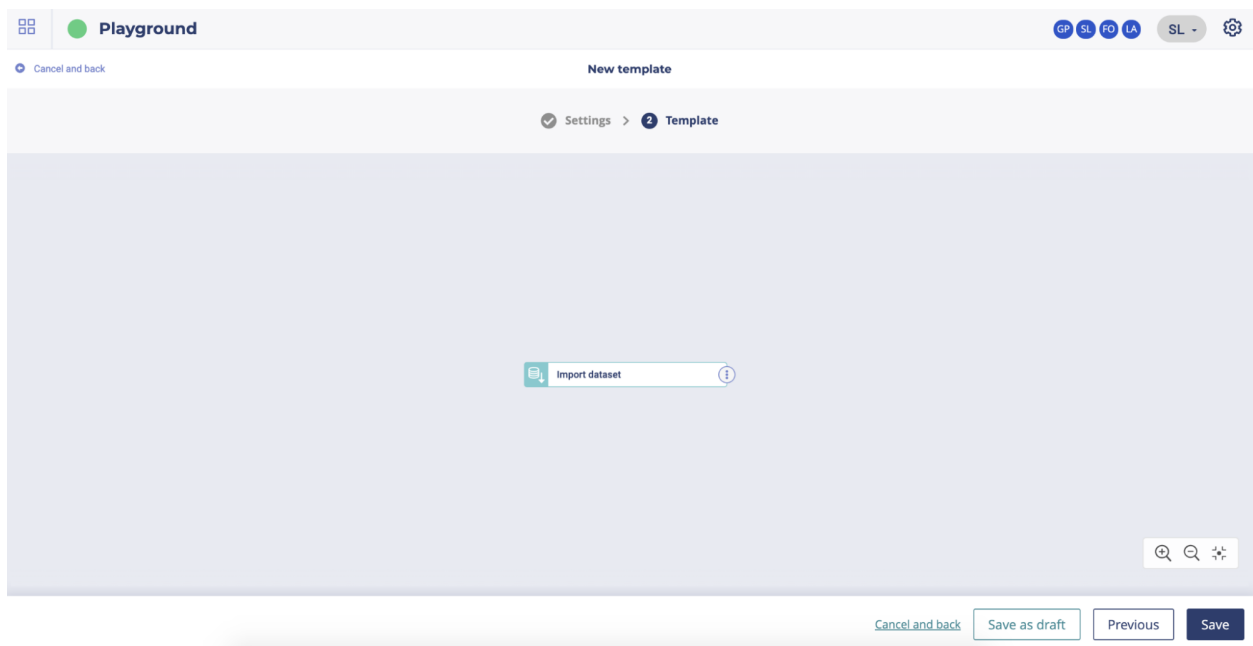 Playground
GP SL FO LA SL
Cancel and back
New template
Settings > 2 Template
Import dataset
Cancel and back Save as draft Previous Save